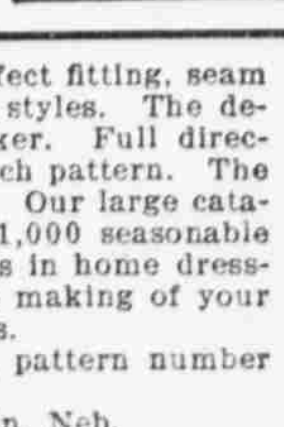 fect fitting, seam
styles. The de-
ker. Full direc-
ch pattern. The
Our large cata-
1,000 seasonable
s in home dress-
making of your
s.
pattern number
n, Neb.